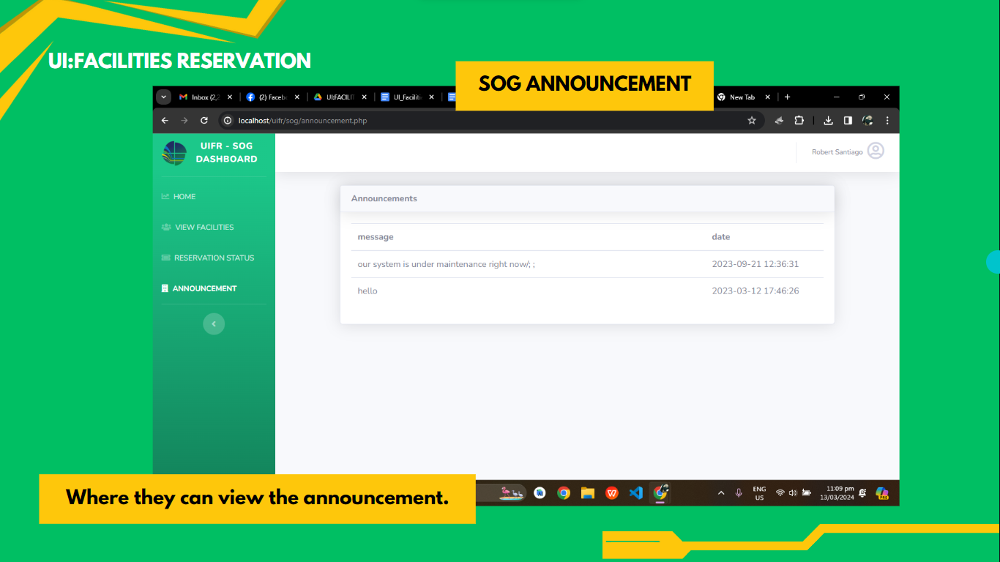 UI:FACILITIES RESERVATION
SOG ANNOUNCEMENT
Inbox (2,2
(2) Faceb
UI:FACILIT
UI_Faciliti
New Tab
localhost/uifr/sog/announcement.php
UIFR - SOG
DASHBOARD
Robert Santiago
HOME
VIEW FACILITIES
RESERVATION STATUS
ANNOUNCEMENT
Announcements
message date
our system is under maintenance right now/; ; 2023-09-21 12:36:31
hello 2023-03-12 17:46:26
Where they can view the announcement.
ENG
US
11:09 pm
13/03/2024